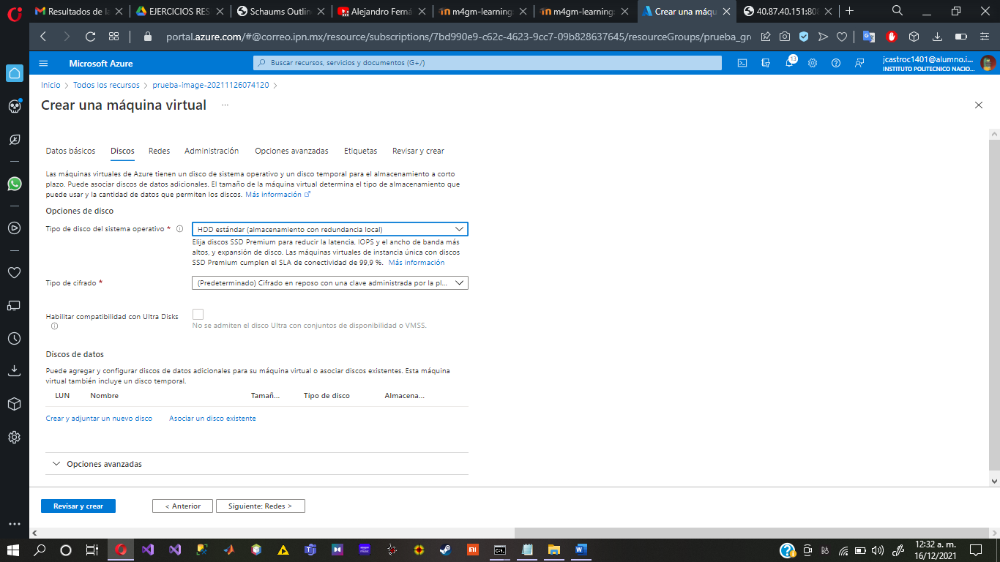 Resultados de la
EJERCICIOS RES
Schaums Outlin
Alejandro Ferná
m4gm-learning
m4gm-learning
Crear una máqu
40.87.40.151:808
portal.azure.com/#@correo.ipn.mx/resource/subscriptions/7bd990e9-c62c-4623-9cc7-09b828637645/resourceGroups/prueba_gr
Microsoft Azure
Buscar recursos, servicios y documentos (G+/)
13
jcastroc1401@alumno.i...
INSTITUTO POLITECNICO NACIO...
Inicio > Todos los recursos > prueba-image-20211126074120 >
Crear una máquina virtual ...
Datos básicos Discos Redes Administración Opciones avanzadas Etiquetas Revisar y crear
Las máquinas virtuales de Azure tienen un disco de sistema operativo y un disco temporal para el almacenamiento a corto
plazo. Puede asociar discos de datos adicionales. El tamaño de la máquina virtual determina el tipo de almacenamiento que
puede usar y la cantidad de datos que permiten los discos. Más información
Opciones de disco
Tipo de disco del sistema operativo * HDD estándar (almacenamiento con redundancia local)
Elija discos SSD Premium para reducir la latencia, IOPS y el ancho de banda más
altos, y expansión de disco. Las máquinas virtuales de instancia única con discos
SSD Premium cumplen el SLA de conectividad de 99,9 %. Más información
Tipo de cifrado * (Predeterminado) Cifrado en reposo con una clave administrada por la pl...
Habilitar compatibilidad con Ultra Disks
No se admiten el disco Ultra con conjuntos de disponibilidad o VMSS.
Discos de datos
Puede agregar y configurar discos de datos adicionales para su máquina virtual o asociar discos existentes. Esta máquina
virtual también incluye un disco temporal.
LUN Nombre Tamañ... Tipo de disco Almacena...
Crear y adjuntar un nuevo disco Asociar un disco existente
Opciones avanzadas
Revisar y crear < Anterior Siguiente: Redes >
12:32 a. m.
16/12/2021